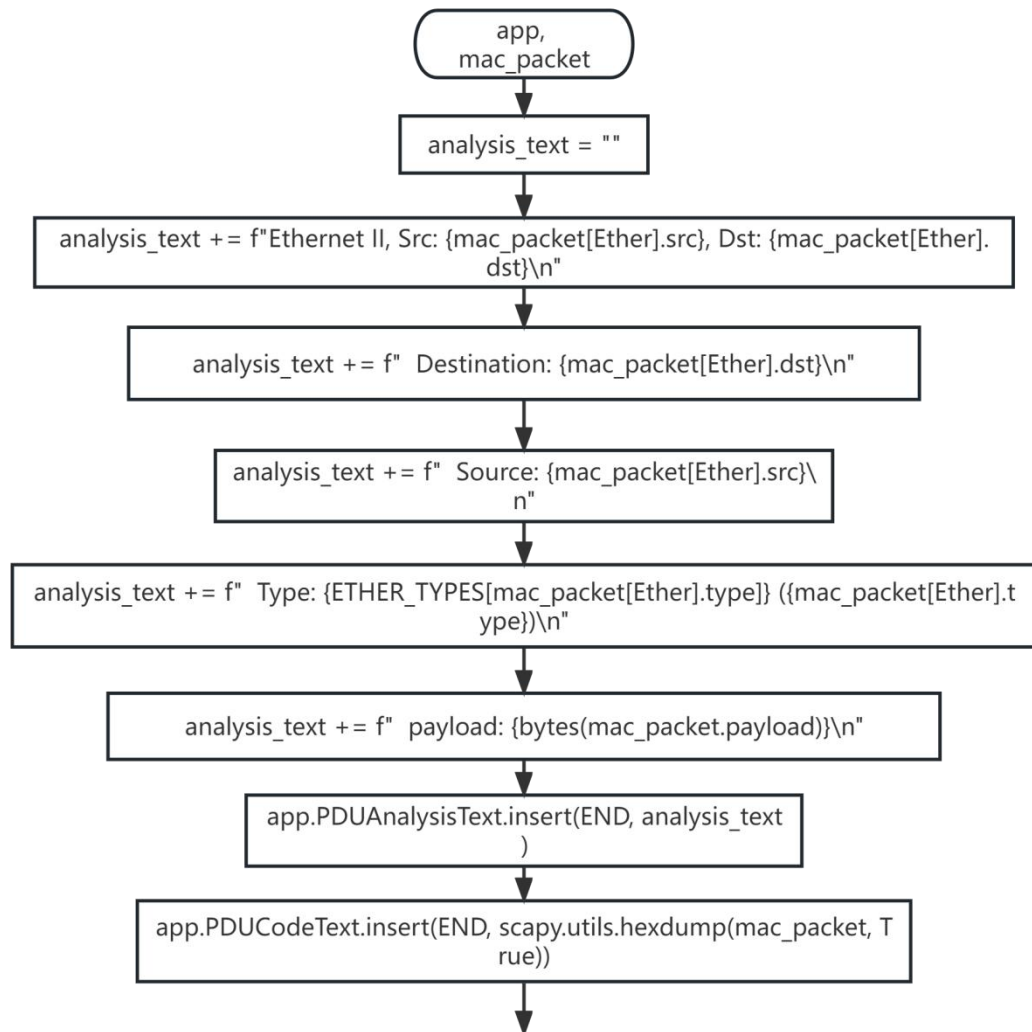 app,
mac_packet
analysis_text = ""
analysis_text += f"Ethernet II, Src: {mac_packet[Ether].src}, Dst: {mac_packet[Ether].
dst}\n"
analysis_text += f"  Destination: {mac_packet[Ether].dst}\n"
analysis_text += f"  Source: {mac_packet[Ether].src}\
n"
analysis_text += f"  Type: {ETHER_TYPES[mac_packet[Ether].type]} ({mac_packet[Ether].t
ype})\n"
analysis_text += f"  payload: {bytes(mac_packet.payload)}\n"
app.PDUAnalysisText.insert(END, analysis_text
)
app.PDUCodeText.insert(END, scapy.utils.hexdump(mac_packet, T
rue))